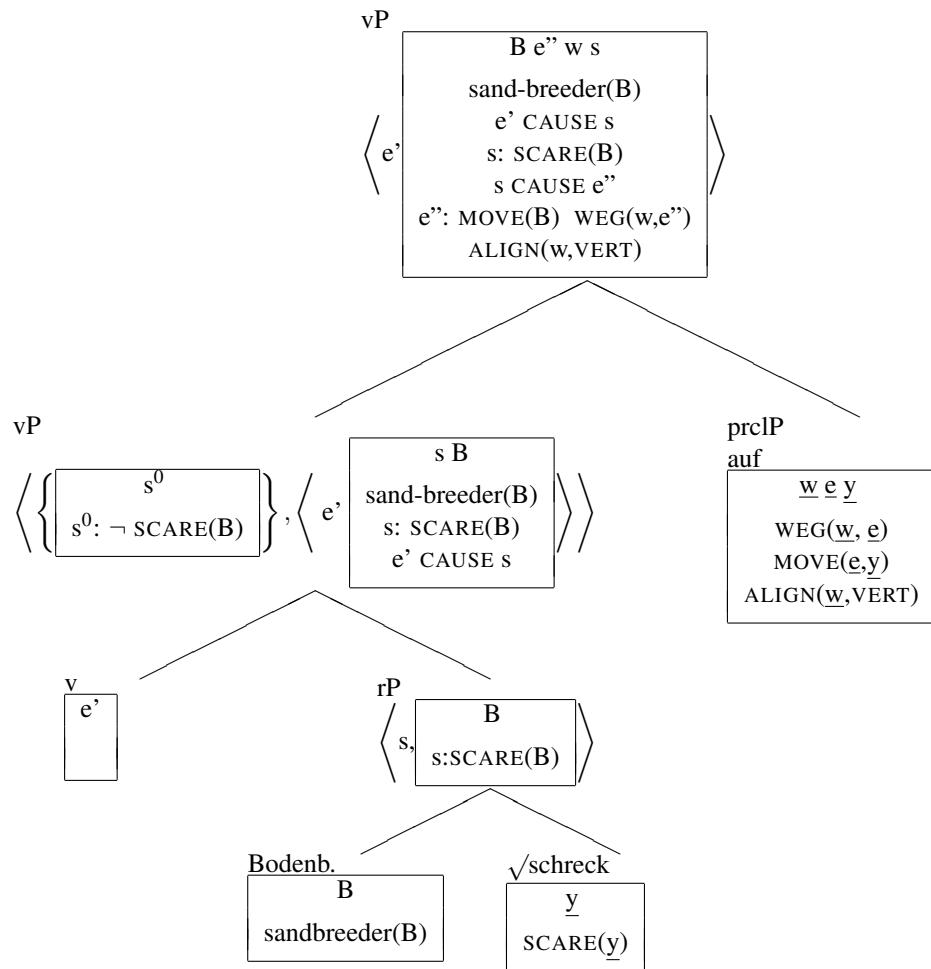 vP
B e” w s
sand-breeder(B)
e’ CAUSE s
s: SCARE(B)
s CAUSE e”
e”: MOVE(B) WEG(w,e”)
ALIGN(w,VERT)
⟨ e’ ⟩
vP
⟨ { s⁰
s⁰: ¬ SCARE(B) } , ⟨ e’
s B
sand-breeder(B)
s: SCARE(B)
e’ CAUSE s ⟩ ⟩
prclP
auf
w e y
WEG(w, e)
MOVE(e,y)
ALIGN(w,VERT)
v
e’
rP
⟨ s,
B
s:SCARE(B) ⟩
Bodenb.
B
sandbreeder(B)
√schreck
y
SCARE(y)